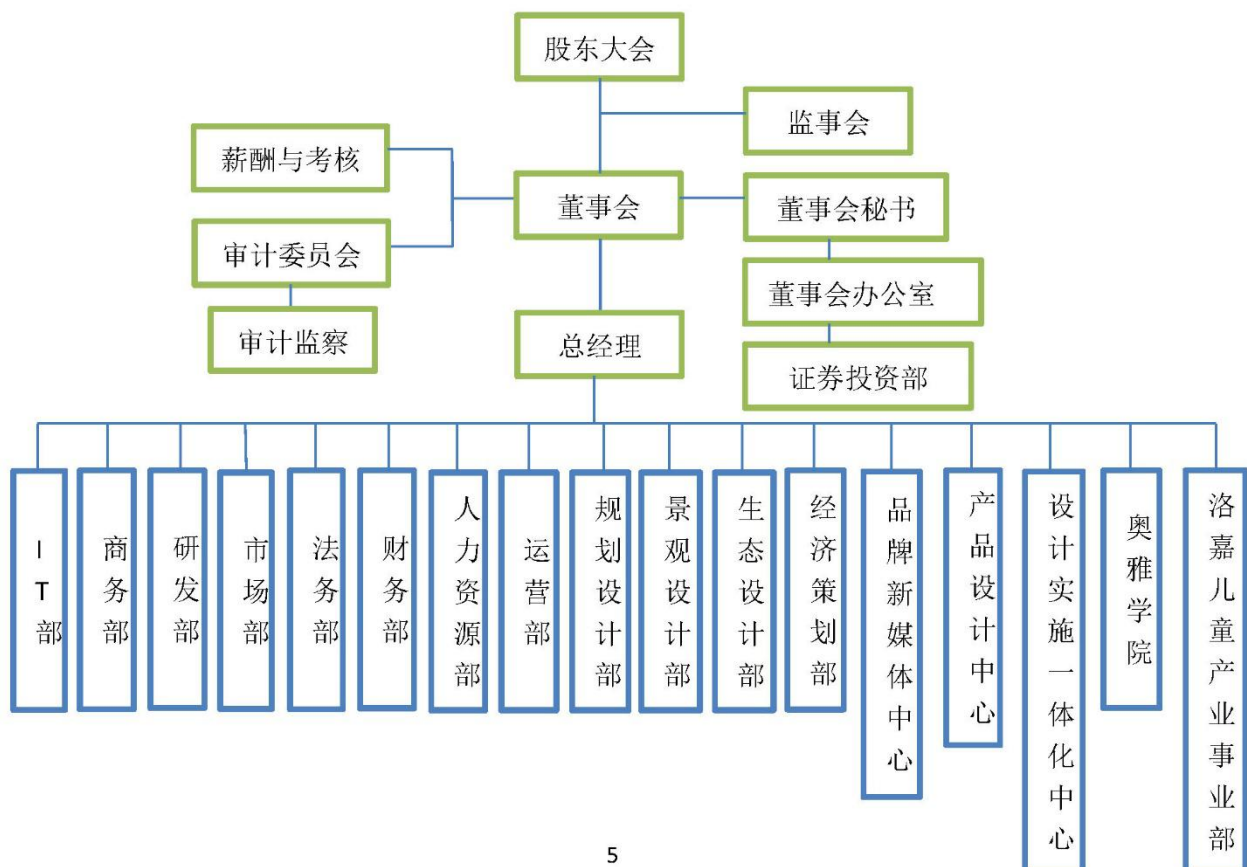 股东大会
监事会
薪酬与考核
董事会
董事会秘书
审计委员会
董事会办公室
审计监察
总经理
证券投资部
IT部
商务部
研发部
市场部
法务部
财务部
人力资源部
运营部
规划设计部
景观设计部
生态设计部
经济策划部
品牌新媒体中心
产品设计中心
设计实施一体化中心
奥雅学院
洛嘉儿童产业事业部
5